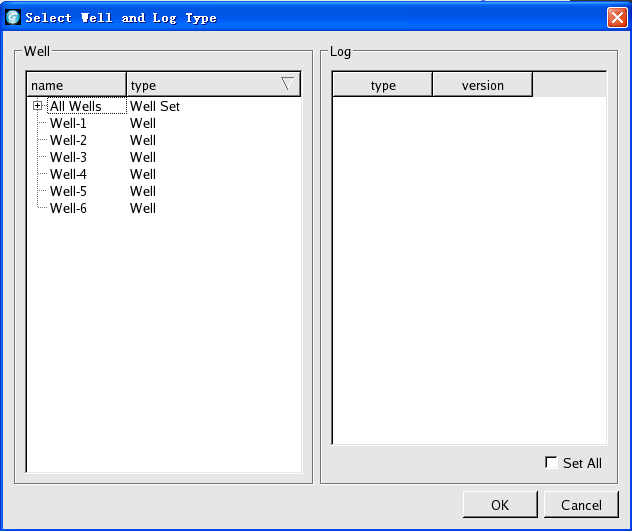 Select Well and Log Type
Well
name type
All Wells Well Set
Well-1 Well
Well-2 Well
Well-3 Well
Well-4 Well
Well-5 Well
Well-6 Well
Log
type version
Set All
OK Cancel